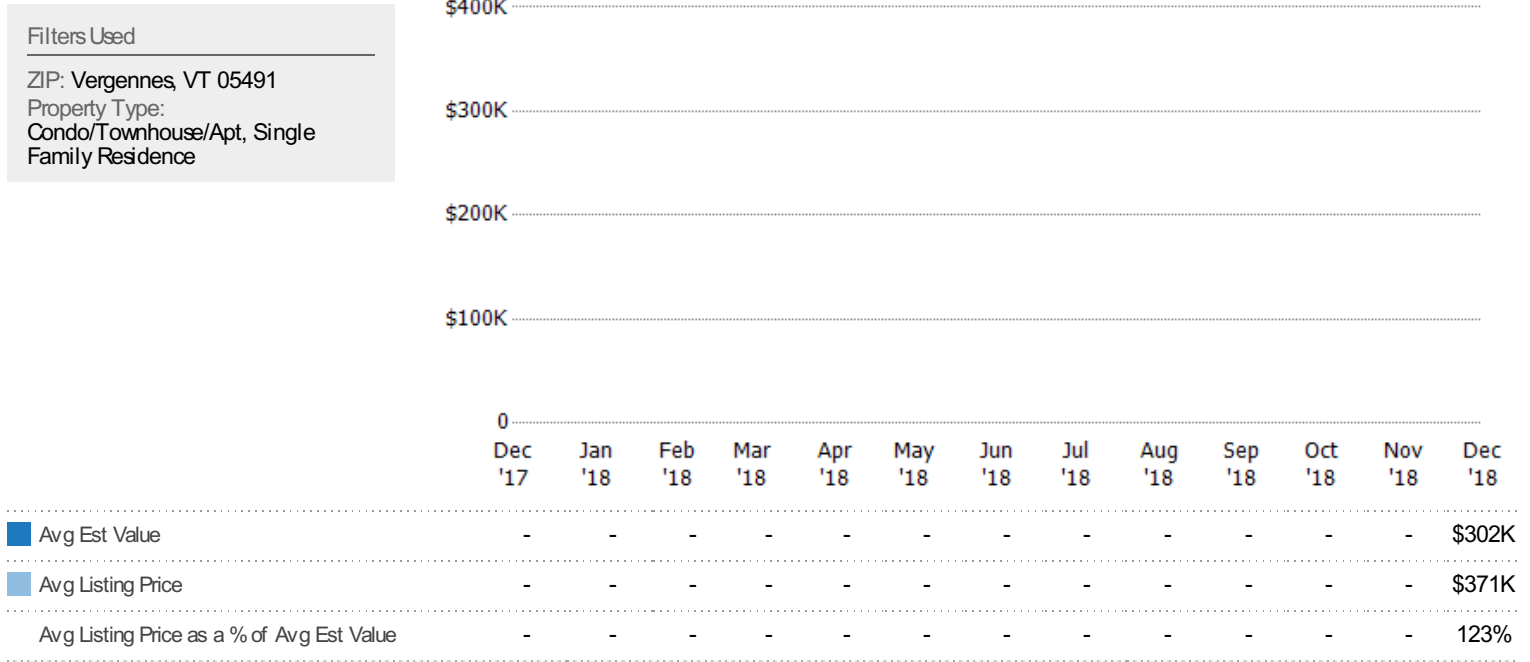 Filters Used
ZIP: Vergennes, VT 05491
Property Type:
Condo/Townhouse/Apt, Single
Family Residence
$400K
$300K
$200K
$100K
0
Dec Jan Feb Mar Apr May Jun Jul Aug Sep Oct Nov Dec
'17 '18 '18 '18 '18 '18 '18 '18 '18 '18 '18 '18 '18
Avg Est Value - - - - - - - - - - - - $302K
Avg Listing Price - - - - - - - - - - - - $371K
Avg Listing Price as a % of Avg Est Value - - - - - - - - - - - - 123%